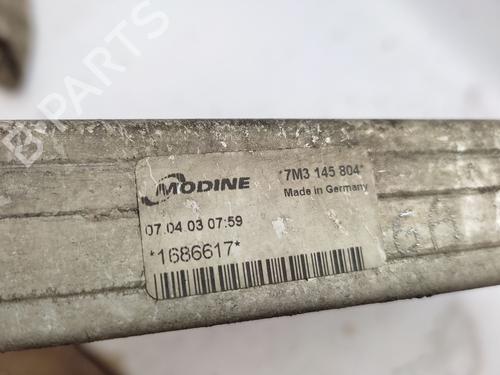 B-PARTS
MODINE
*7M3 145 804*
Made in Germany
07.04 03 07:59
*1686617*